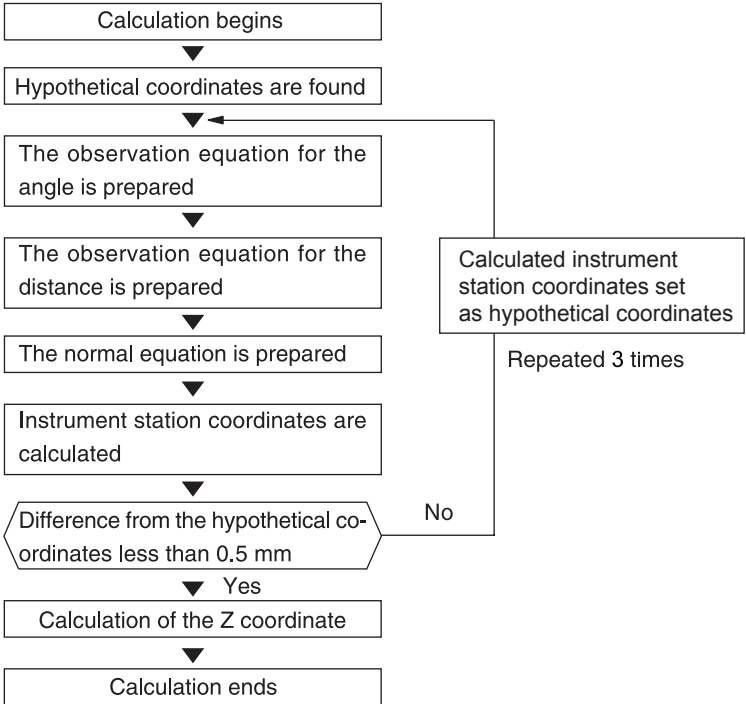 Calculation begins
Hypothetical coordinates are found
The observation equation for the
angle is prepared
The observation equation for the
distance is prepared
The normal equation is prepared
Instrument station coordinates are
calculated
Difference from the hypothetical co-
ordinates less than 0.5 mm
No
Calculated instrument
station coordinates set
as hypothetical coordinates
Repeated 3 times
Yes
Calculation of the Z coordinate
Calculation ends